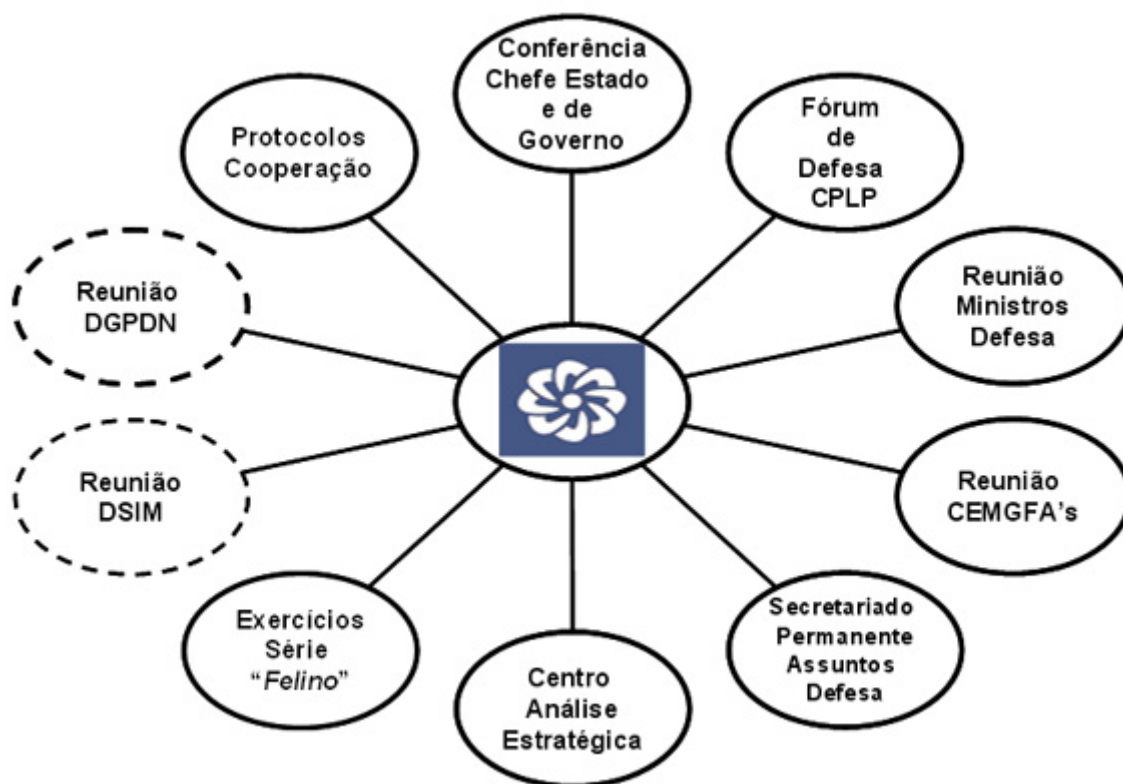 Conferência
Chefe Estado
e de
Governo
Fórum
de
Defesa
CPLP
Reunião
Ministros
Defesa
Reunião
CEMGFA's
Secretariado
Permanente
Assuntos
Defesa
Centro
Análise
Estratégica
Exercícios
Série
“Felino”
Reunião
DSIM
Reunião
DGPDN
Protocolos
Cooperação